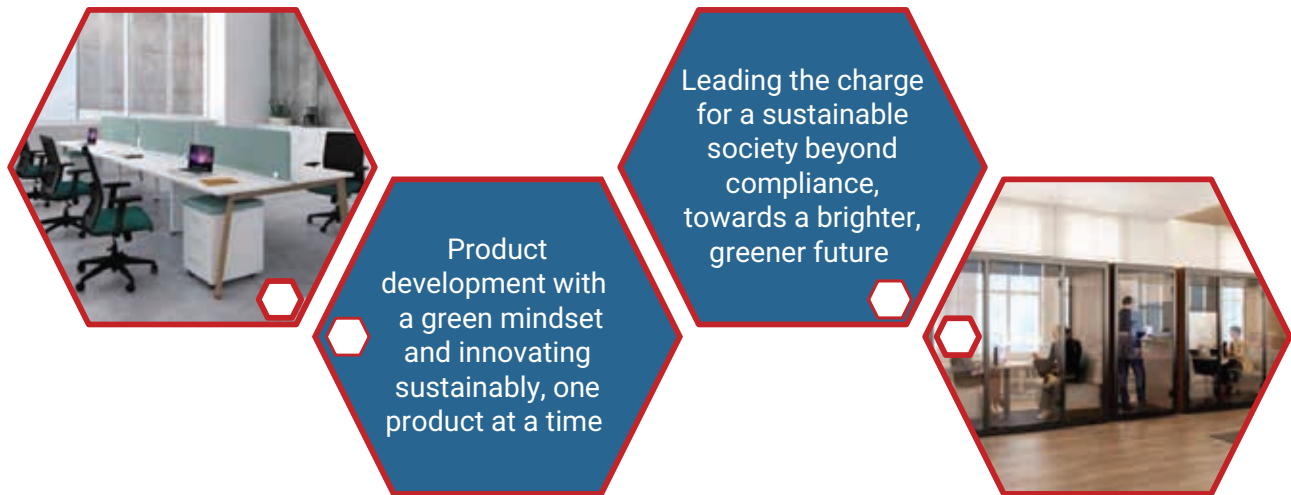 Product
development with
a green mindset
and innovating
sustainably, one
product at a time
Leading the charge
for a sustainable
society beyond
compliance,
towards a brighter,
greener future